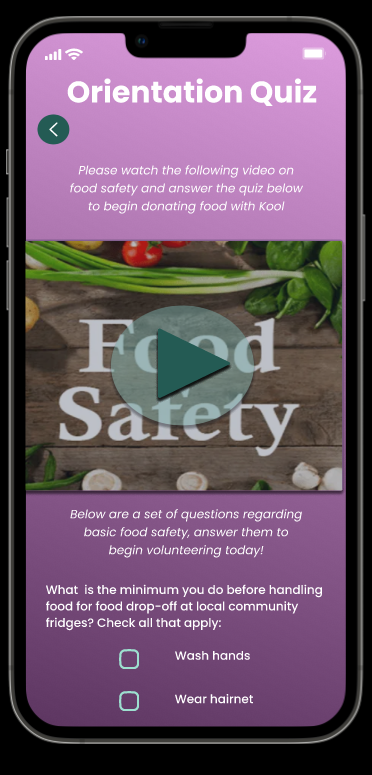 Orientation Quiz
Please watch the following video on
food safety and answer the quiz below
to begin donating food with Kool
Food
Safety
Below are a set of questions regarding
basic food safety, answer them to
begin volunteering today!
What is the minimum you do before handling
food for food drop-off at local community
fridges? Check all that apply:
Wash hands
Wear hairnet